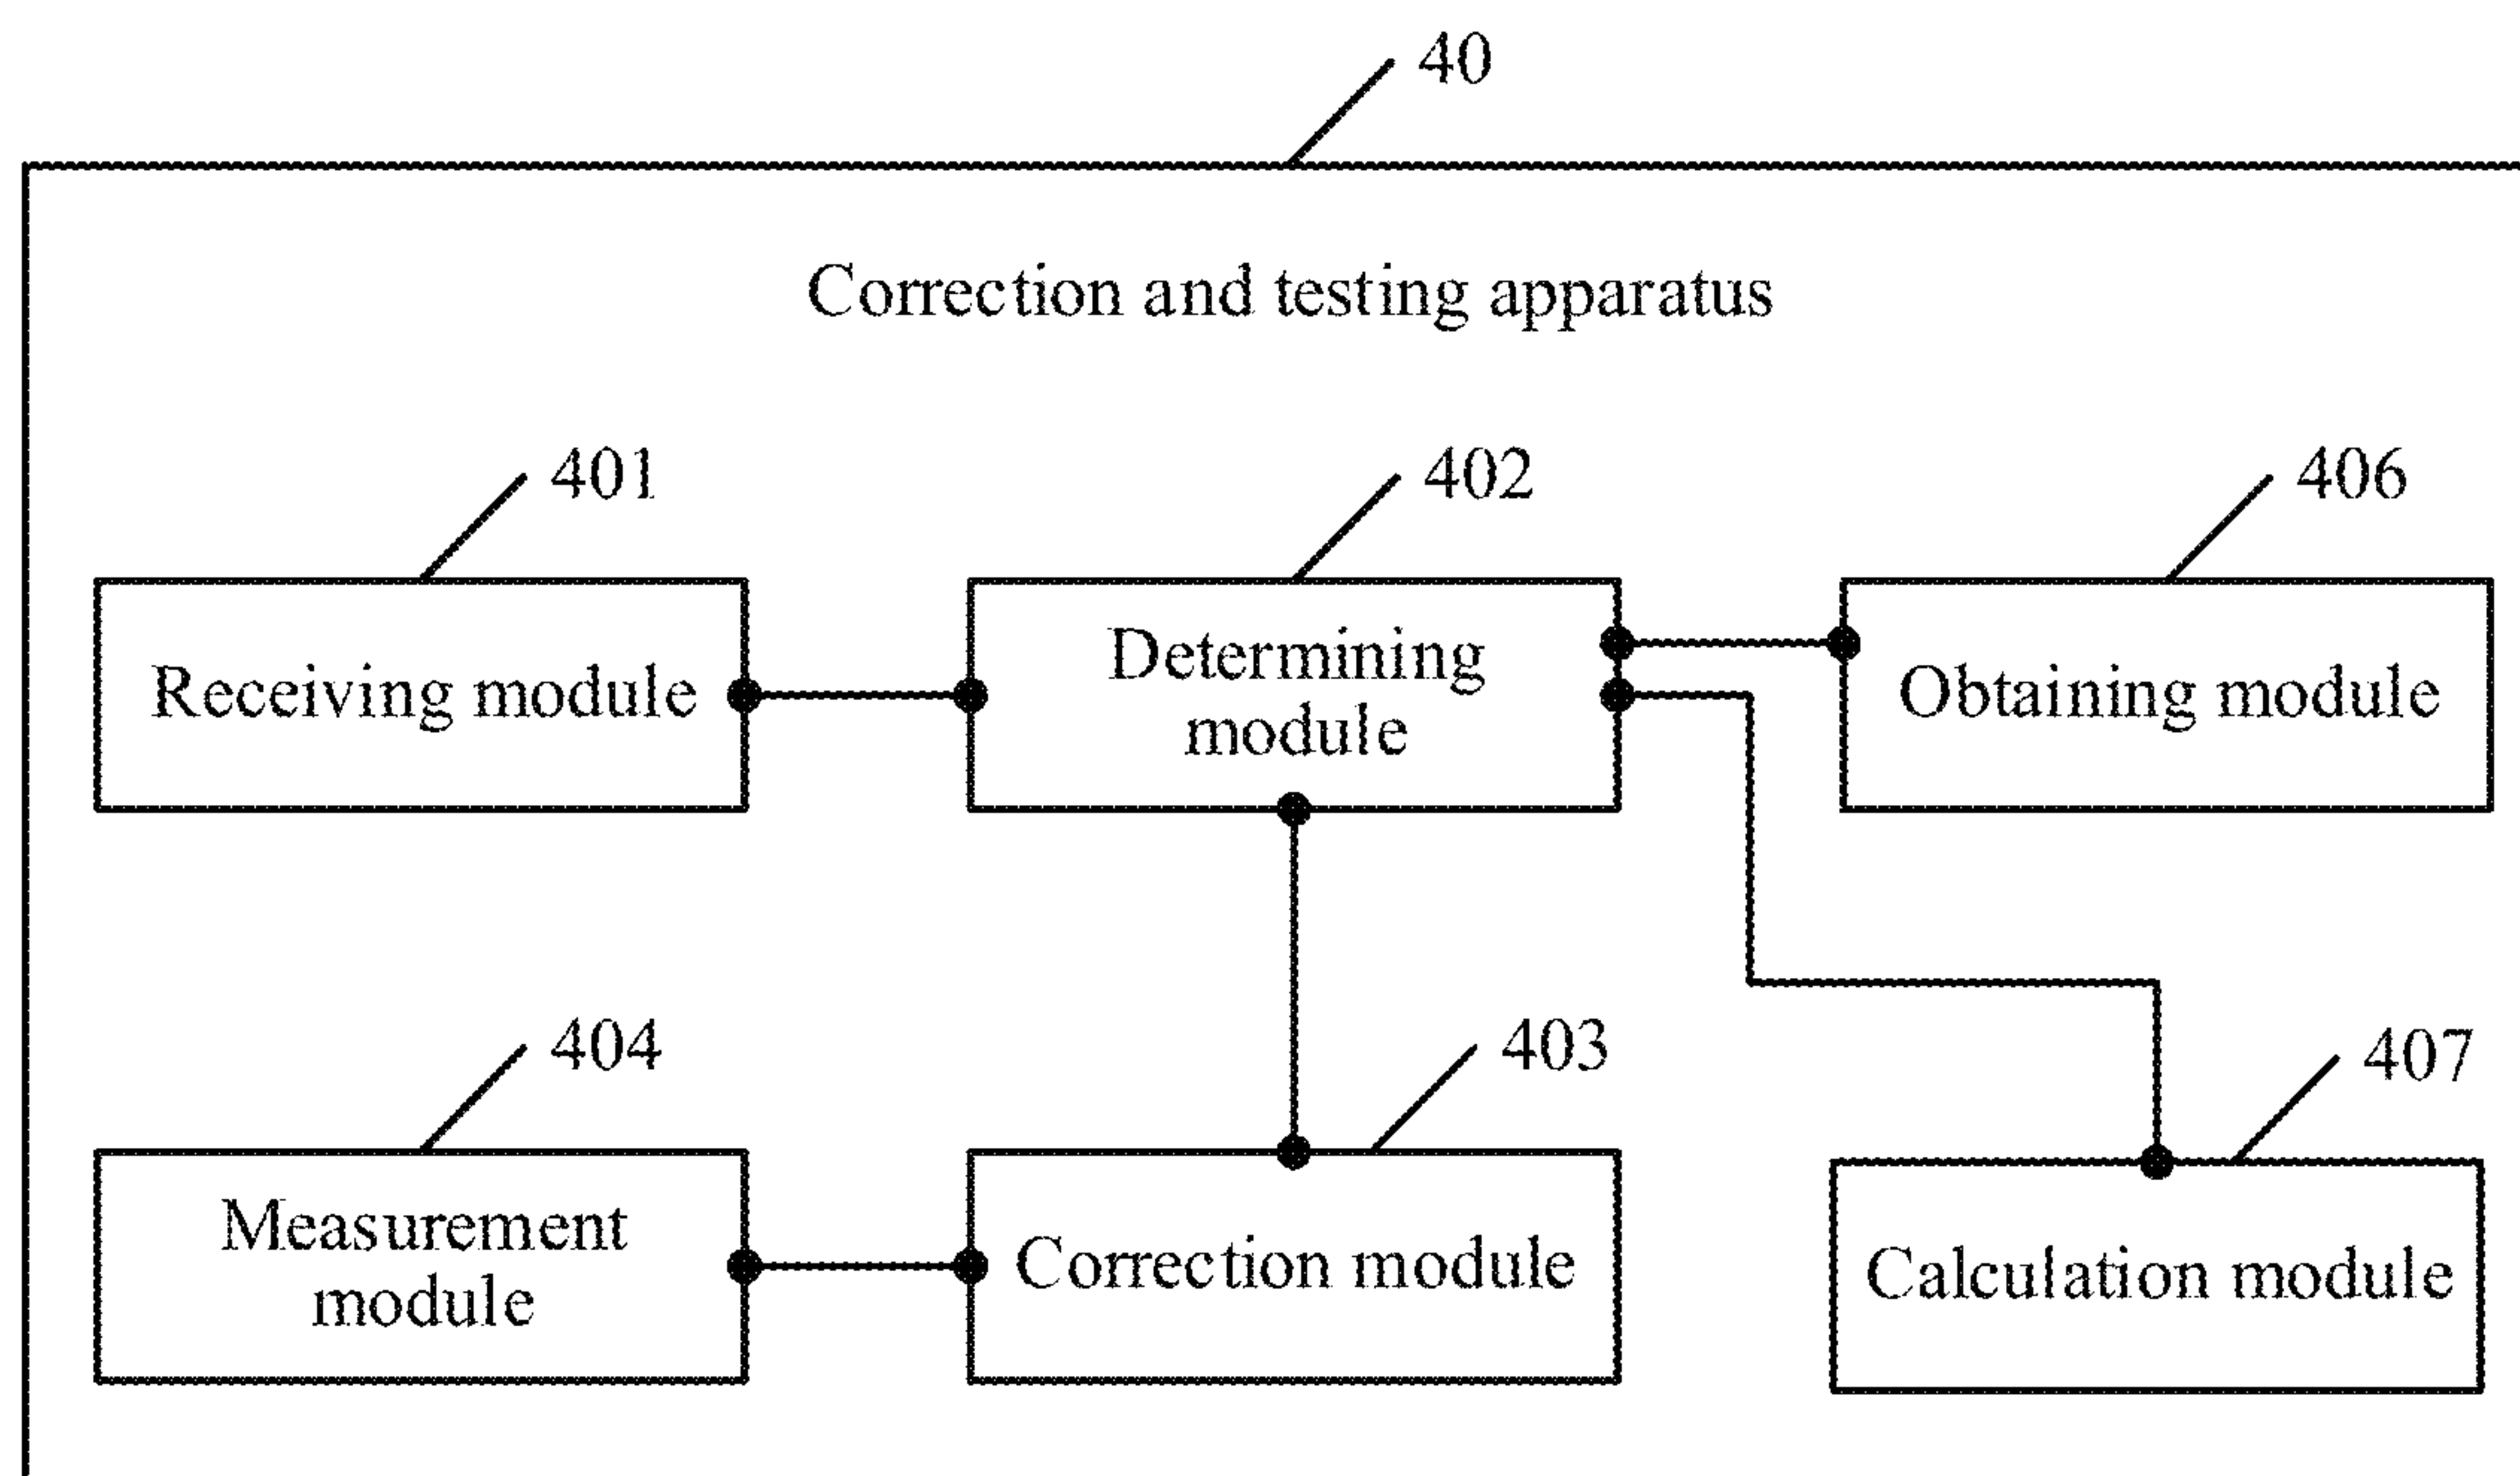 40
Correction and testing apparatus
401
402
406
Receiving module
Determining
module
Obtaining module
404
403
407
Measurement
module
Correction module
Calculation module